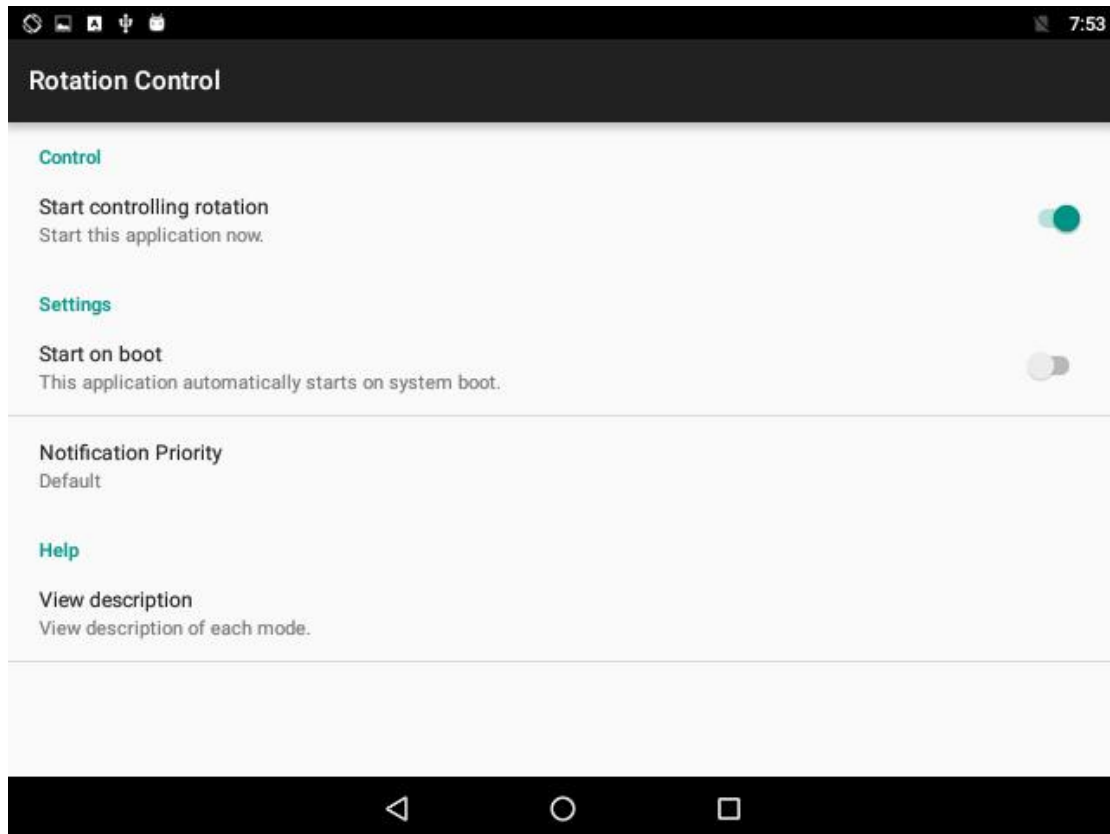 7:53
Rotation Control
Control
Start controlling rotation
Start this application now.
Settings
Start on boot
This application automatically starts on system boot.
Notification Priority
Default
Help
View description
View description of each mode.